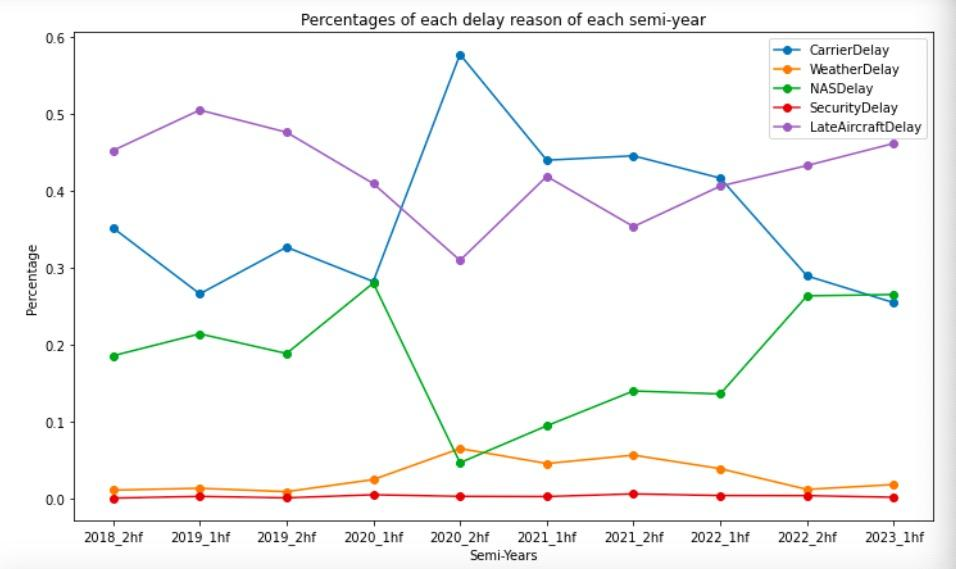 Percentages of each delay reason of each semi-year
0.6
0.5
0.4
0.3
0.2
0.1
0.0
Percentage
CarrierDelay
WeatherDelay
NASDelay
SecurityDelay
LateAircraftDelay
2018_2hf 2019_1hf 2019_2hf 2020_1hf 2020_2hf 2021_1hf 2021_2hf 2022_1hf 2022_2hf 2023_1hf
Semi-Years